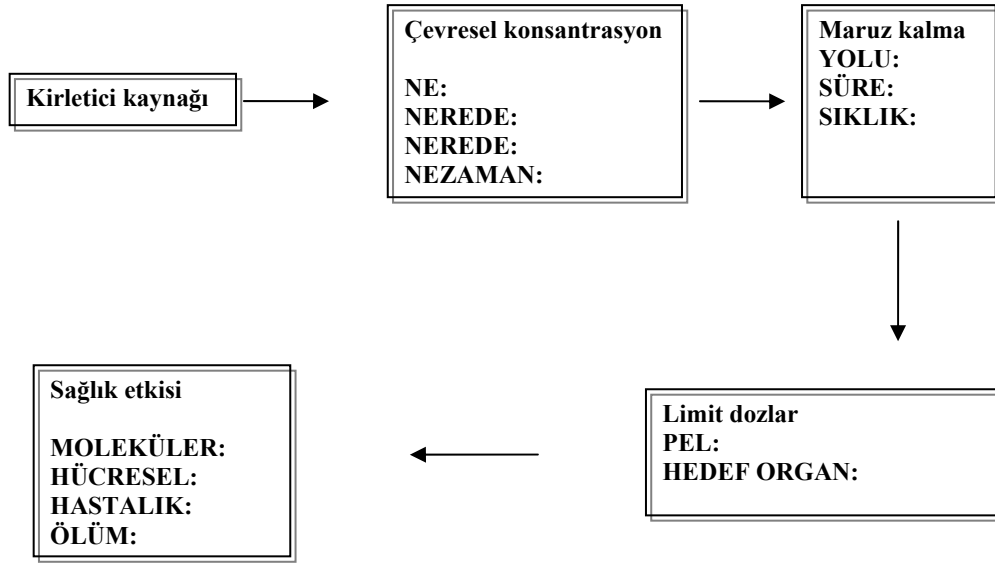 Kirletici kaynağı
Çevresel konsantrasyon
NE:
NEREDE:
NEREDE:
NEZAMAN:
Maruz kalma
YOLU:
SÜRE:
SIKLIK:
Limit dozlar
PEL:
HEDEF ORGAN:
Sağlık etkisi
MOLEKÜLER:
HÜCRESEL:
HASTALIK:
ÖLÜM: